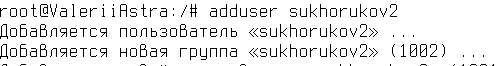 root@ValeriiAstra:/# adduser sukhorukov2
Добавляется пользователь «sukhorukov2» ...
Добавляется новая группа «sukhorukov2» (1002) ...